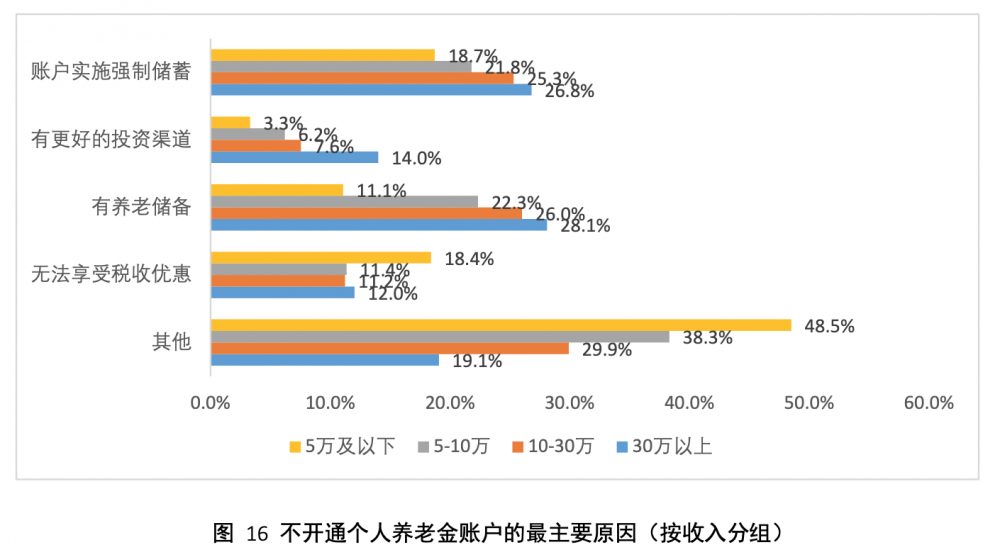 账户实施强制储蓄
18.7%
21.8%
25.3%
26.8%
有更好的投资渠道
3.3%
6.2%
7.6%
14.0%
有养老储备
11.1%
22.3%
26.0%
28.1%
无法享受税收优惠
18.4%
11.4%
11.2%
12.0%
其他
48.5%
38.3%
29.9%
19.1%
0.0% 10.0% 20.0% 30.0% 40.0% 50.0% 60.0%
5万及以下 5-10万 10-30万 30万以上
图 16 不开通个人养老金账户的最主要原因（按收入分组）